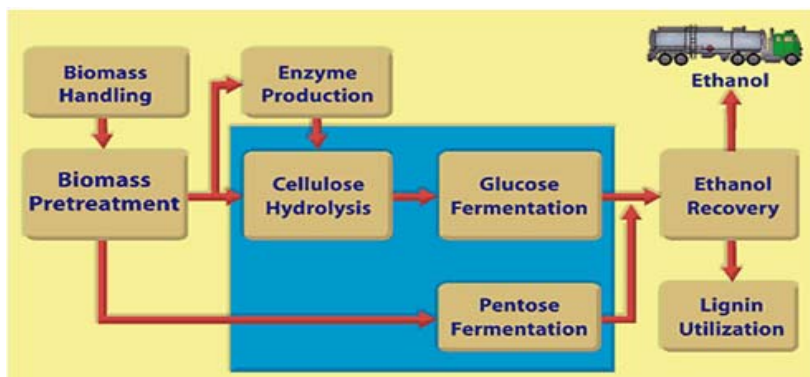 Biomass
Handling
Enzyme
Production
Ethanol
Biomass
Pretreatment
Cellulose
Hydrolysis
Glucose
Fermentation
Ethanol
Recovery
Pentose
Fermentation
Lignin
Utilization